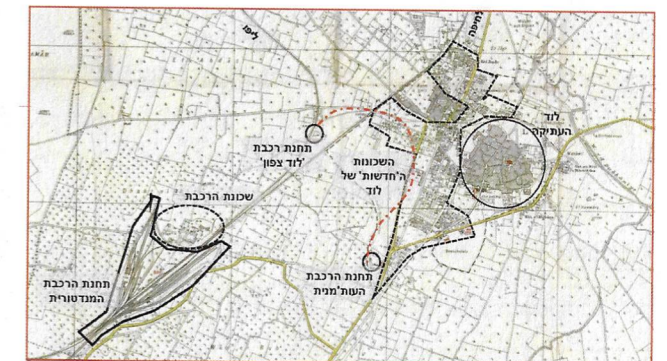 ליפו
לחיפה
לוד
העתיקה
תחנת רכבת
'לוד צפון'
השכונות
ה'חדשות' של
לוד
שכונת הרכבת
תחנת הרכבת
המנדטורית
תחנת הרכבת
העות'מנית